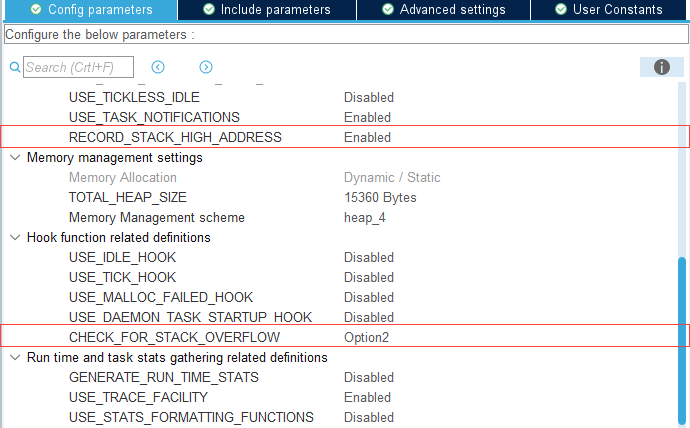 Config parameters
Include parameters
Advanced settings
User Constants
Configure the below parameters :
Search (Crtl+F)
USE_TICKLESS_IDLE Disabled
USE_TASK_NOTIFICATIONS Enabled
RECORD_STACK_HIGH_ADDRESS Enabled
Memory management settings
Memory Allocation Dynamic / Static
TOTAL_HEAP_SIZE 15360 Bytes
Memory Management scheme heap_4
Hook function related definitions
USE_IDLE_HOOK Disabled
USE_TICK_HOOK Disabled
USE_MALLOC_FAILED_HOOK Disabled
USE_DAEMON_TASK_STARTUP_HOOK Disabled
CHECK_FOR_STACK_OVERFLOW Option2
Run time and task stats gathering related definitions
GENERATE_RUN_TIME_STATS Disabled
USE_TRACE_FACILITY Enabled
USE_STATS_FORMATTING_FUNCTIONS Disabled